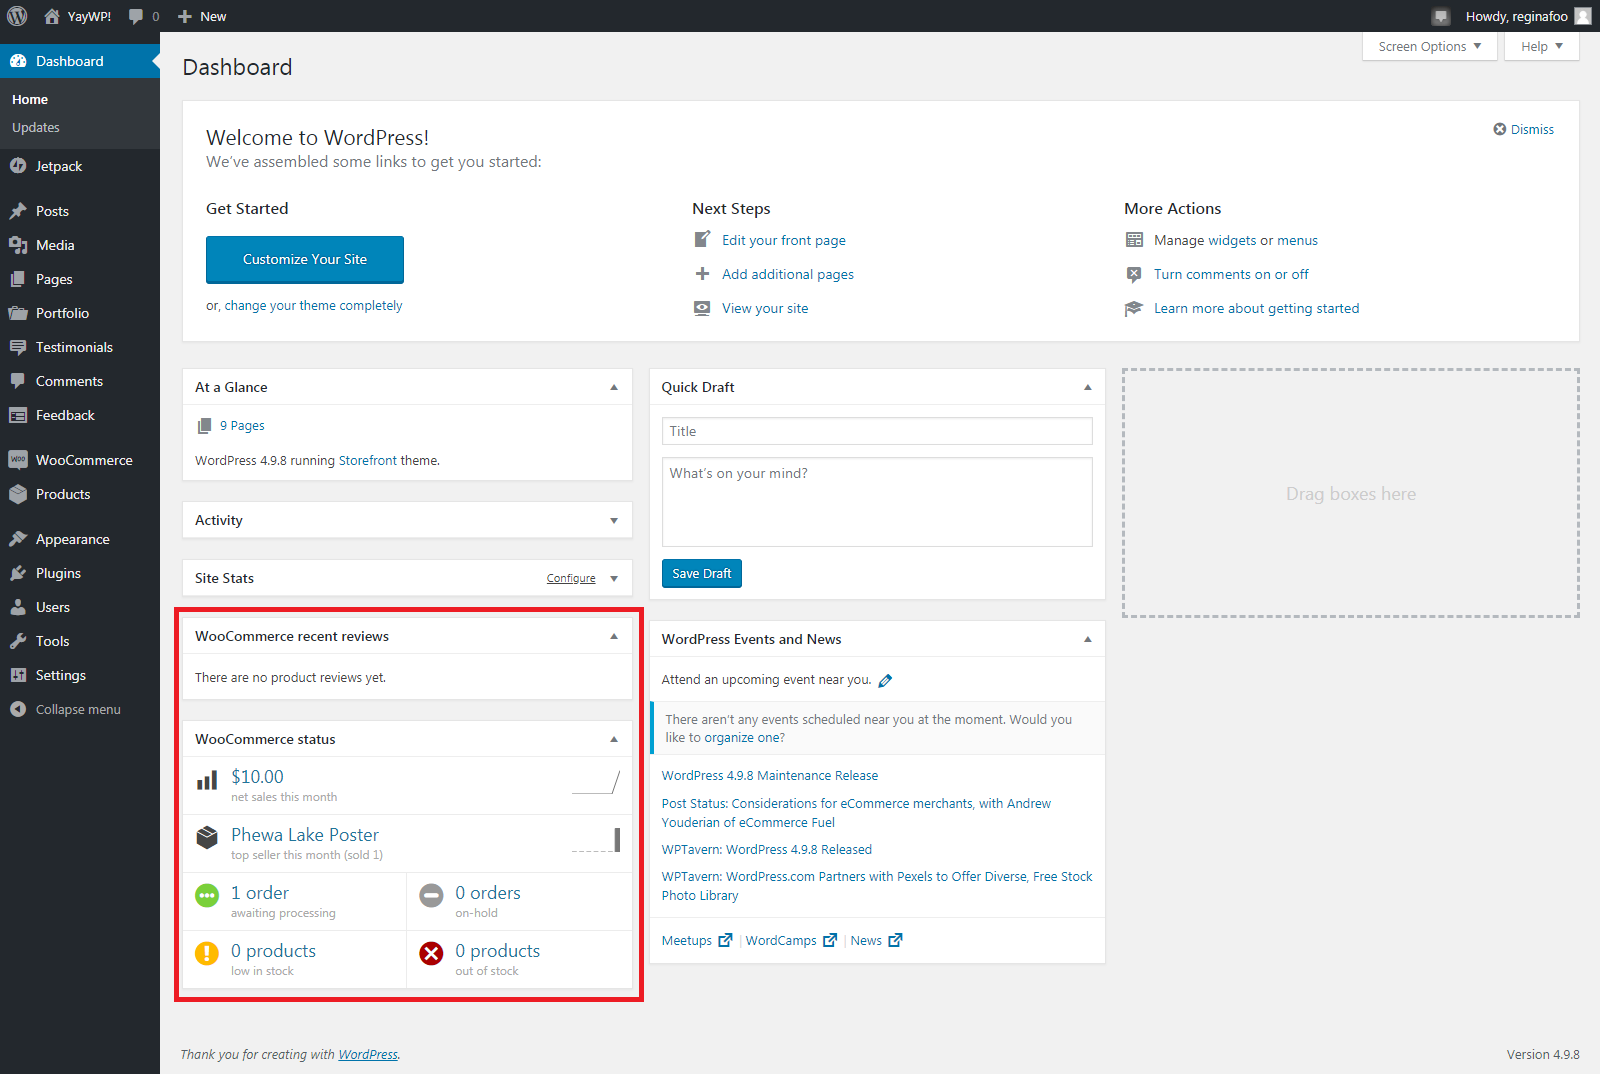 YayWP!
0
New
Howdy, reginafoo
Dashboard
Home
Updates
Jetpack
Posts
Media
Pages
Portfolio
Testimonials
Comments
Feedback
WOO
WooCommerce
Products
Appearance
Plugins
Users
Tools
Settings
Collapse menu
Screen Options
Help
Dashboard
Welcome to WordPress!
We've assembled some links to get you started:
Dismiss
Get Started
Customize Your Site
or, change your theme completely
Next Steps
Edit your front page
Add additional pages
View your site
More Actions
Manage widgets or menus
Turn comments on or off
Learn more about getting started
At a Glance
9 Pages
WordPress 4.9.8 running Storefront theme.
Activity
Site Stats
Configure
WooCommerce recent reviews
There are no product reviews yet.
WooCommerce status
$10.00
net sales this month
Phewa Lake Poster
top seller this month (sold 1)
1 order
awaiting processing
0 orders
on-hold
0 products
low in stock
0 products
out of stock
Quick Draft
Title
What's on your mind?
Save Draft
WordPress Events and News
Attend an upcoming event near you.
There aren't any events scheduled near you at the moment. Would you
like to organize one?
WordPress 4.9.8 Maintenance Release
Post Status: Considerations for eCommerce merchants, with Andrew
Youderian of eCommerce Fuel
WPTavern: WordPress 4.9.8 Released
WPTavern: WordPress.com Partners with Pexels to Offer Diverse, Free Stock
Photo Library
Meetups | WordCamps | News
Drag boxes here
Thank you for creating with WordPress.
Version 4.9.8